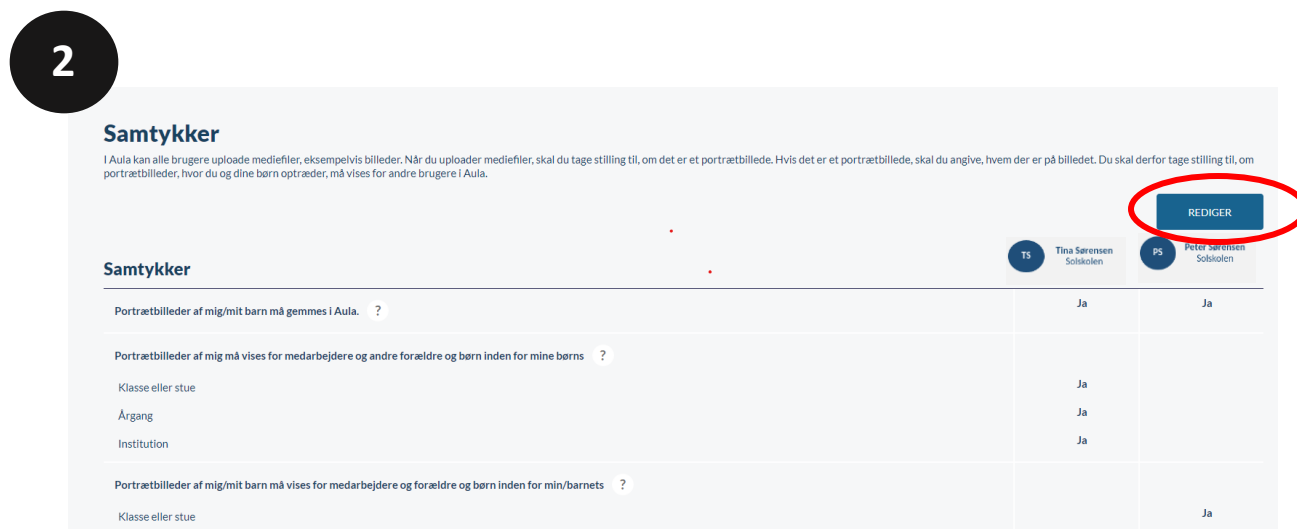 2
Samtykker
I Aula kan alle brugere uploade mediefiler, eksempelvis billeder. Når du uploader mediefiler, skal du tage stilling til, om det er et portrætbillede. Hvis det er et portrætbillede, skal du angive, hvem der er på billedet. Du skal derfor tage stilling til, om
portrætbilleder, hvor du og dine børn optræder, må vises for andre brugere i Aula.
REDIGER
Samtykker
TS Tina Sørensen
Solskolen
PS Peter Sørensen
Solskolen
Portrætbilleder af mig/mit barn må gemmes i Aula. ? Ja Ja
Portrætbilleder af mig må vises for medarbejdere og andre forældre og børn inden for mine børns ?
Klasse eller stue Ja
Årgang Ja
Institution Ja
Portrætbilleder af mig/mit barn må vises for medarbejdere og forældre og børn inden for min/barnets ?
Klasse eller stue Ja